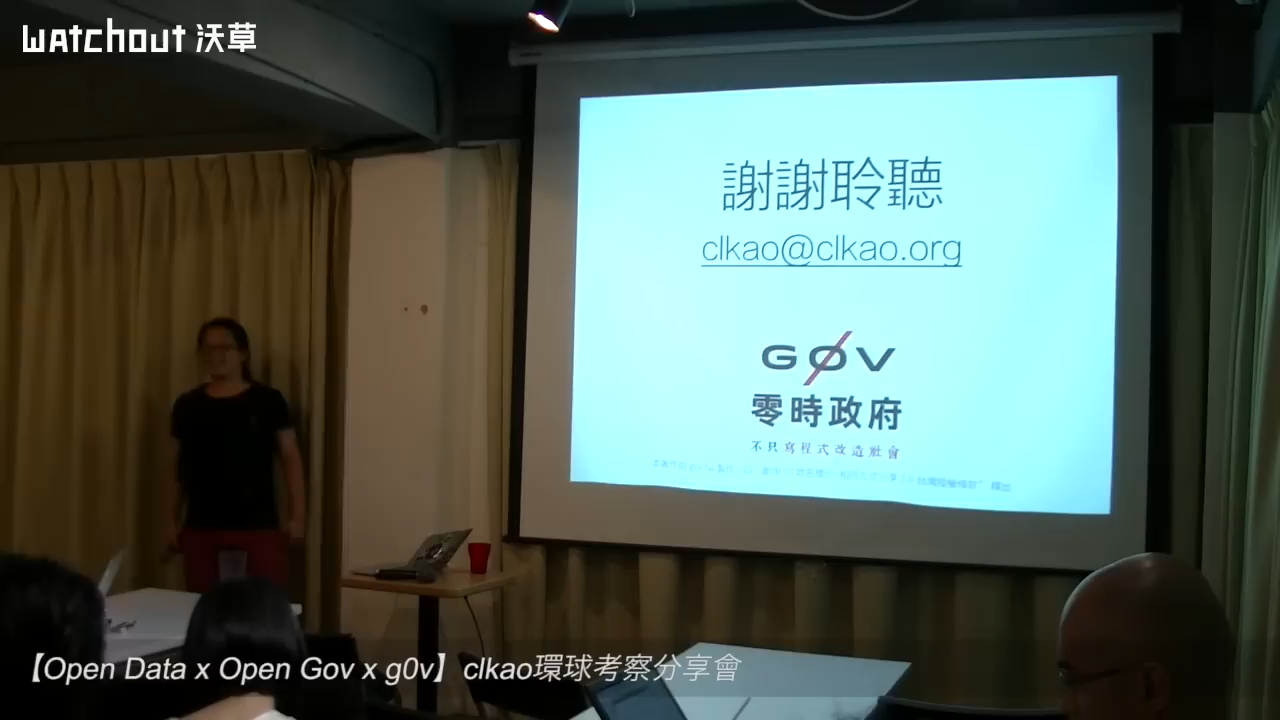 watchout 沃草
謝謝聆聽
clkao@clkao.org
GØV
零時政府
不只寫程式改造社會
【Open Data x Open Gov x g0v】clkao環球考察分享會